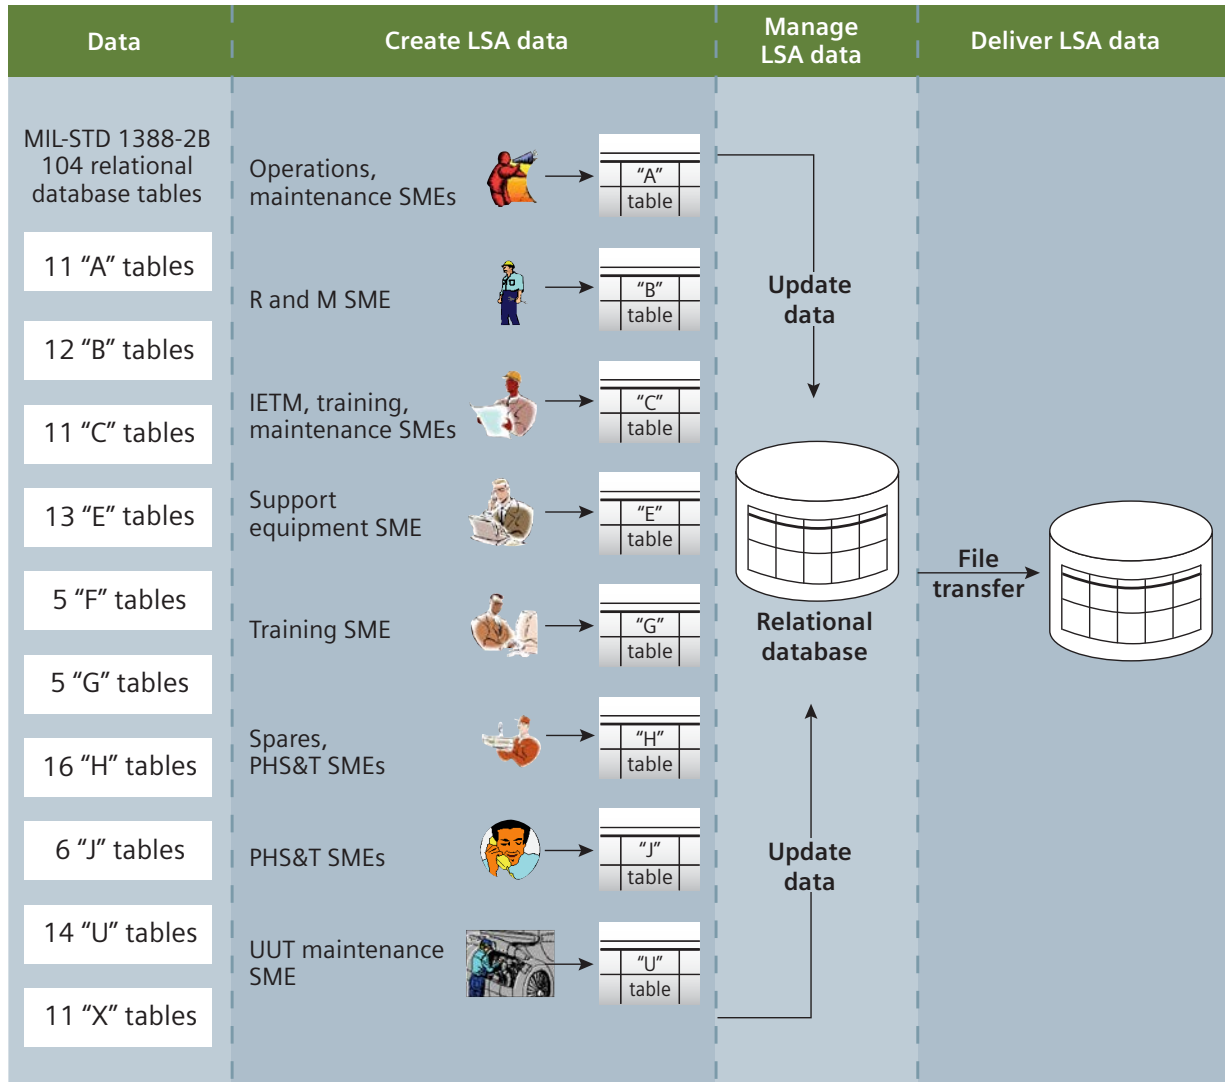 Data
Create LSA data
Manage
LSA data
Deliver LSA data
MIL-STD 1388-2B
104 relational
database tables
11 “A” tables
12 “B” tables
11 “C” tables
13 “E” tables
5 “F” tables
5 “G” tables
16 “H” tables
6 “J” tables
14 “U” tables
11 “X” tables
Operations,
maintenance SMEs
“A”
table
R and M SME
“B”
table
IETM, training,
maintenance SMEs
“C”
table
Support
equipment SME
“E”
table
Training SME
“G”
table
Spares,
PHS&T SMEs
“H”
table
PHS&T SMEs
“J”
table
UUT maintenance
SME
“U”
table
Update
data
Relational
database
Update
data
File
transfer